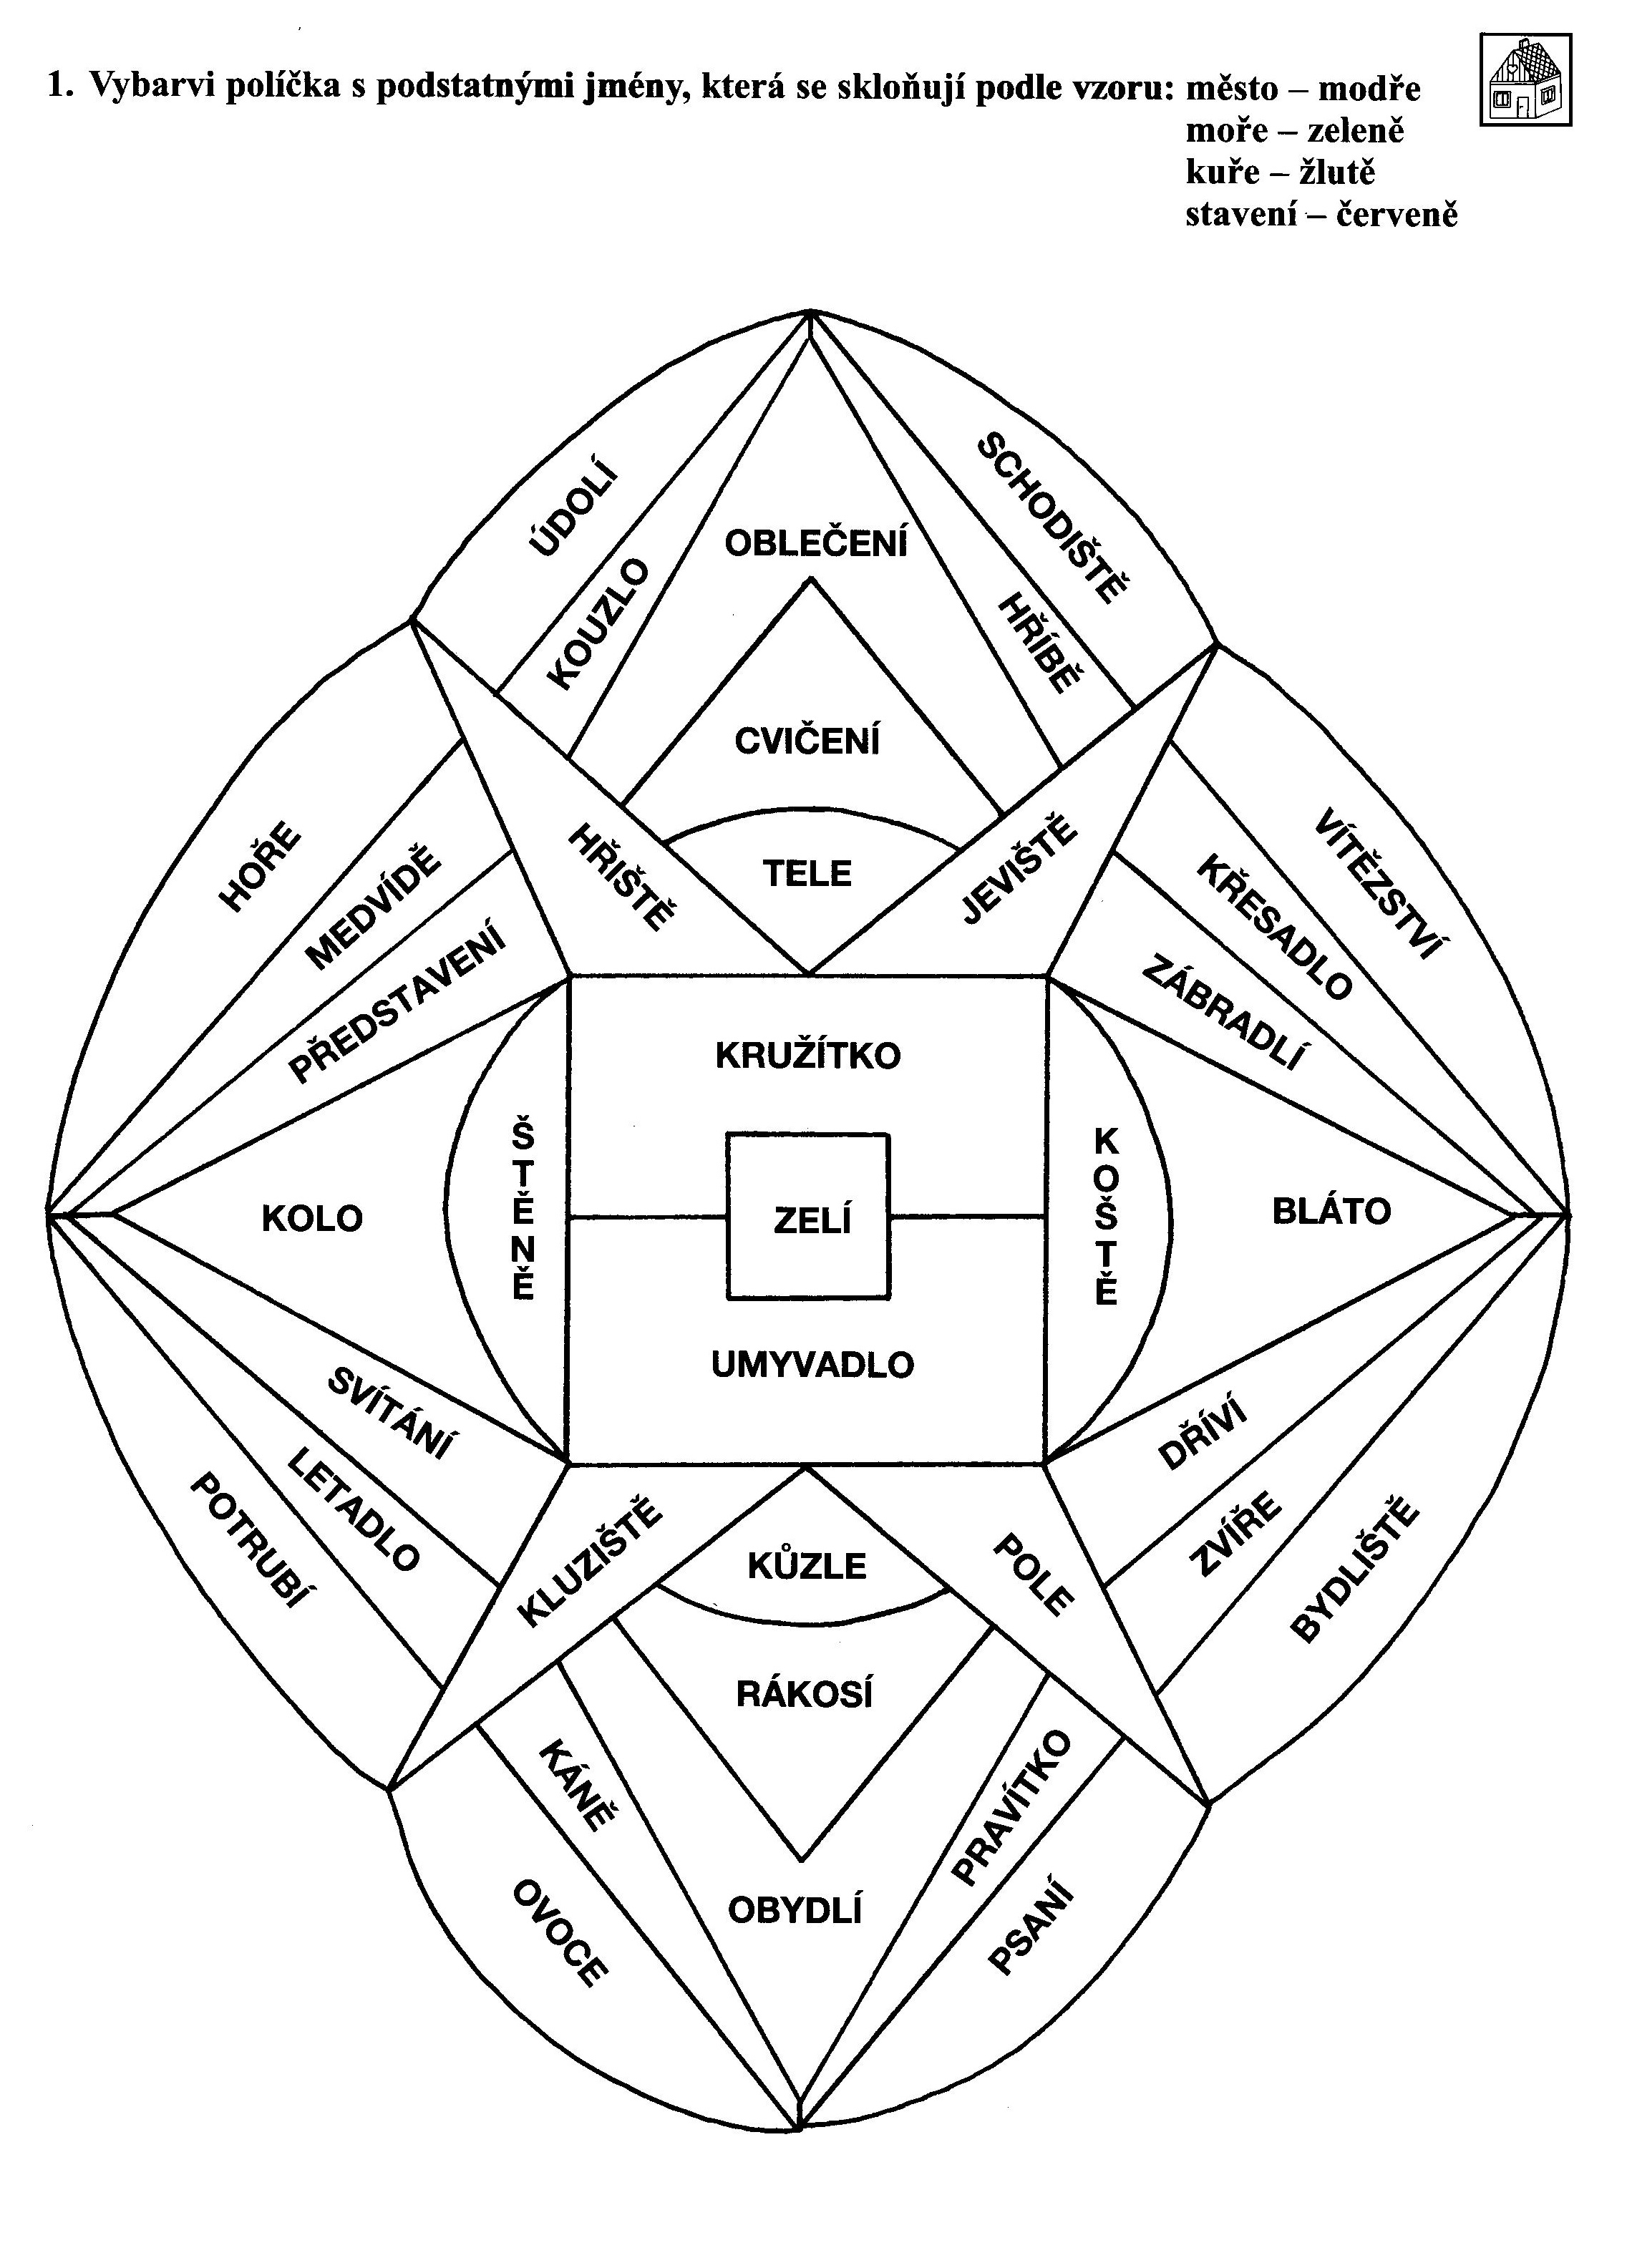 1. Vybarvi políčka s podstatnými jmény, která se skloňují podle vzoru: město – modře
moře – zeleně
kuře – žlutě
stavení – červeně
ÚDOLÍ
KOUZLO
OBLEČENÍ
HŘÍBĚ
SCHODIŠTĚ
CVIČENÍ
TELE
HŘIŠTĚ
JEVIŠTĚ
HOŘE
MEDVÍDĚ
PŘEDSTAVENÍ
VÍTĚZSTVÍ
KŘESADLO
ZÁBRADLÍ
KRUŽÍTKO
KOLO
ŠTĚNĚ
ZELÍ
KOŠTĚ
BLÁTO
UMYVADLO
SVÍTÁNÍ
LETADLO
POTRUBÍ
DŘÍVÍ
ZVÍŘE
BYDLIŠTĚ
KLUZIŠTĚ
KŮZLE
POLE
RÁKOSÍ
KÁNĚ
OVOCE
OBYDLÍ
PRAVÍTKO
PSANÍ